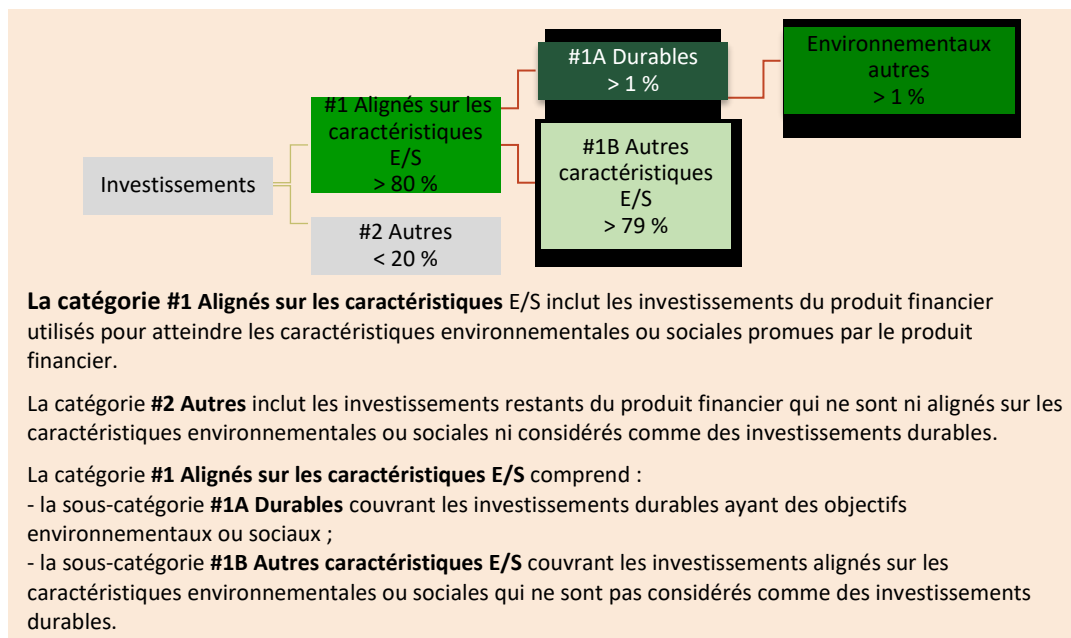 Investissements
#1 Alignés sur les
caractéristiques
E/S
> 80 %
#2 Autres
< 20 %
#1A Durables
> 1 %
#1B Autres
caractéristiques
E/S
> 79 %
Environnementaux
autres
> 1 %
La catégorie #1 Alignés sur les caractéristiques E/S inclut les investissements du produit financier
utilisés pour atteindre les caractéristiques environnementales ou sociales promues par le produit
financier.
La catégorie #2 Autres inclut les investissements restants du produit financier qui ne sont ni alignés sur les
caractéristiques environnementales ou sociales ni considérés comme des investissements durables.
La catégorie #1 Alignés sur les caractéristiques E/S comprend :
- la sous-catégorie #1A Durables couvrant les investissements durables ayant des objectifs
environnementaux ou sociaux ;
- la sous-catégorie #1B Autres caractéristiques E/S couvrant les investissements alignés sur les
caractéristiques environnementales ou sociales qui ne sont pas considérés comme des investissements
durables.